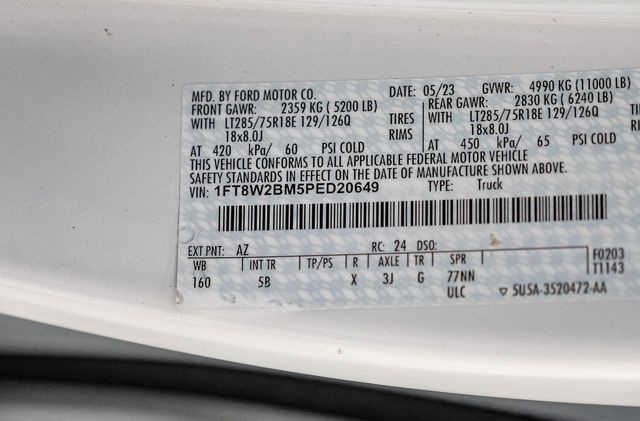 MFD. BY FORD MOTOR CO. DATE: 05/23 GVWR: 4990 KG (11000 LB)
FRONT GAWR: 2359 KG (5200 LB) REAR GAWR: 2830 KG (6240 LB)
WITH LT285/75R18E 129/126Q TIRES WITH LT285/75R18E 129/126Q
18x8.0J RIMS 18x8.0J
AT 420 kPa/ 60 PSI COLD AT 450 kPa/ 65 PSI COLD
THIS VEHICLE CONFORMS TO ALL APPLICABLE FEDERAL MOTOR VEHICLE
SAFETY STANDARDS IN EFFECT ON THE DATE OF MANUFACTURE SHOWN ABOVE.
VIN: 1FT8W2BM5PED20649 TYPE: Truck
EXT PNT: AZ RC: 24 DSO: F0203
WB INT TR TP/PS R AXLE TR SPR T1143
160 5B X 3J G 77NN
ULC ▽ 5U5A-3520472-AA